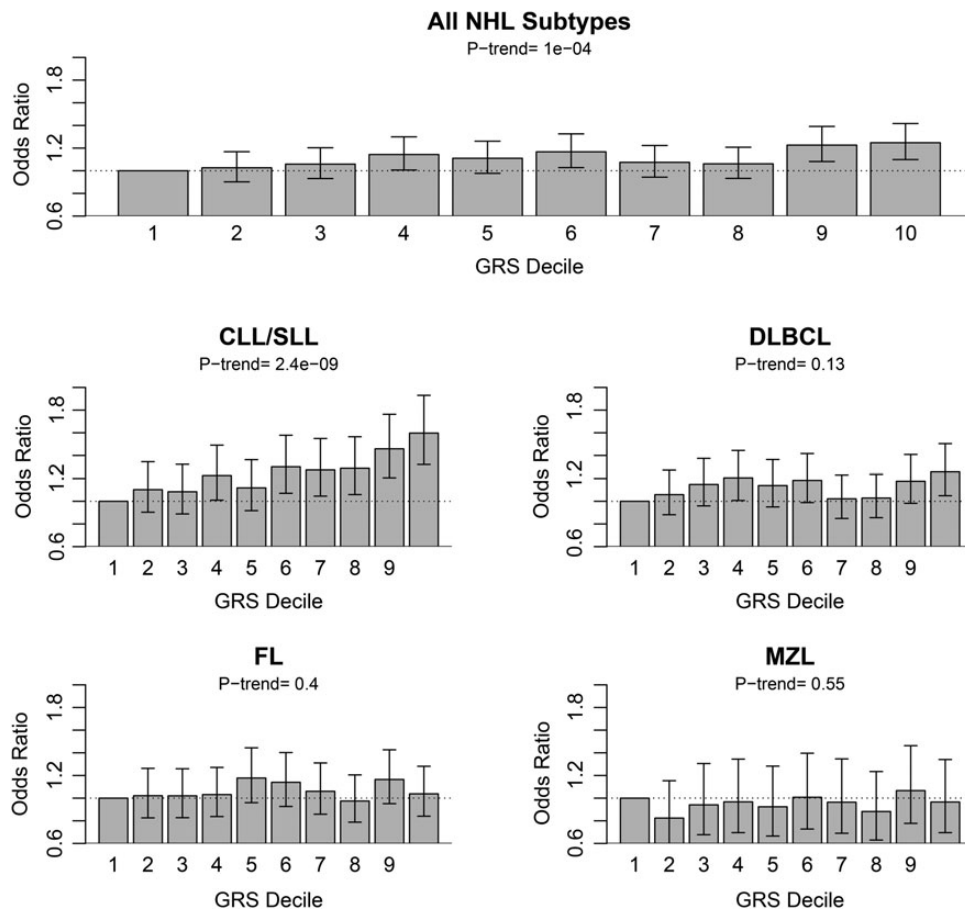 All NHL Subtypes
P-trend= 1e-04
Odds Ratio
0.6 1.2 1.8
1 2 3 4 5 6 7 8 9 10
GRS Decile
CLL/SLL
P-trend= 2.4e-09
Odds Ratio
0.6 1.2 1.8
1 2 3 4 5 6 7 8 9
GRS Decile
DLBCL
P-trend= 0.13
Odds Ratio
0.6 1.2 1.8
1 2 3 4 5 6 7 8 9
GRS Decile
FL
P-trend= 0.4
Odds Ratio
0.6 1.2 1.8
1 2 3 4 5 6 7 8 9
GRS Decile
MZL
P-trend= 0.55
Odds Ratio
0.6 1.2 1.8
1 2 3 4 5 6 7 8 9
GRS Decile